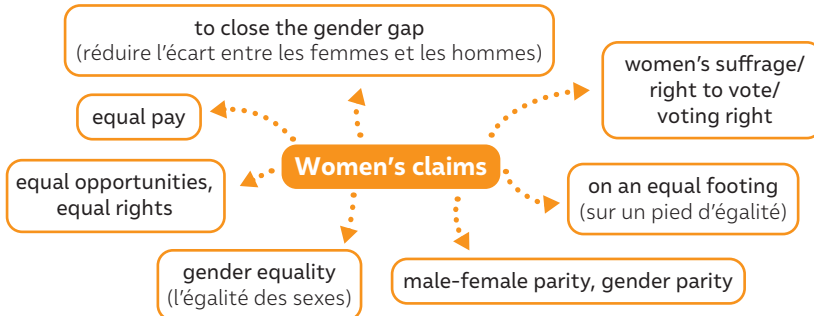 to close the gender gap
(réduire l'écart entre les femmes et les hommes)
women's suffrage/
right to vote/
voting right
equal pay
Women's claims
equal opportunities,
equal rights
on an equal footing
(sur un pied d'égalité)
gender equality
(l'égalité des sexes)
male-female parity, gender parity